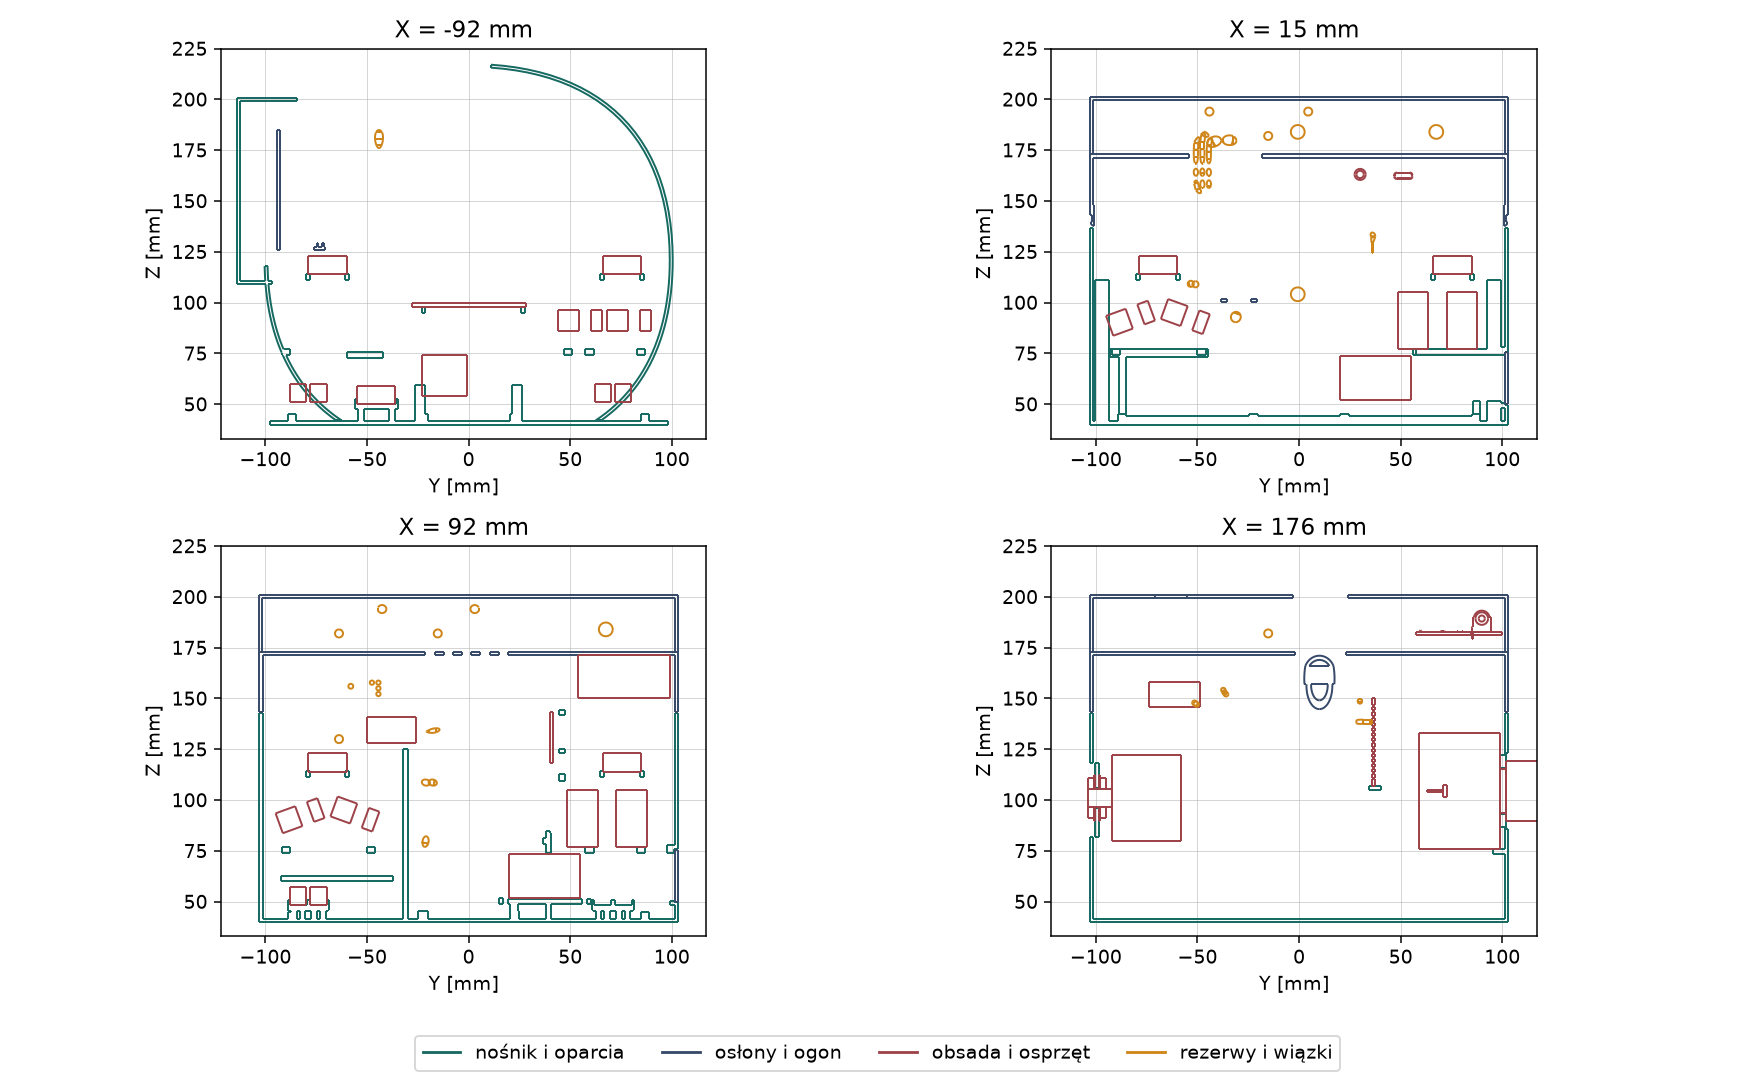 X = -92 mm
225
200
175
150
125
100
75
50
Z [mm]
−100 −50 0 50 100
Y [mm]
X = 15 mm
225
200
175
150
125
100
75
50
Z [mm]
−100 −50 0 50 100
Y [mm]
X = 92 mm
225
200
175
150
125
100
75
50
Z [mm]
−100 −50 0 50 100
Y [mm]
X = 176 mm
225
200
175
150
125
100
75
50
Z [mm]
−100 −50 0 50 100
Y [mm]
nośnik i oparcia osłony i ogon obsada i osprzęt rezerwy i wiązki